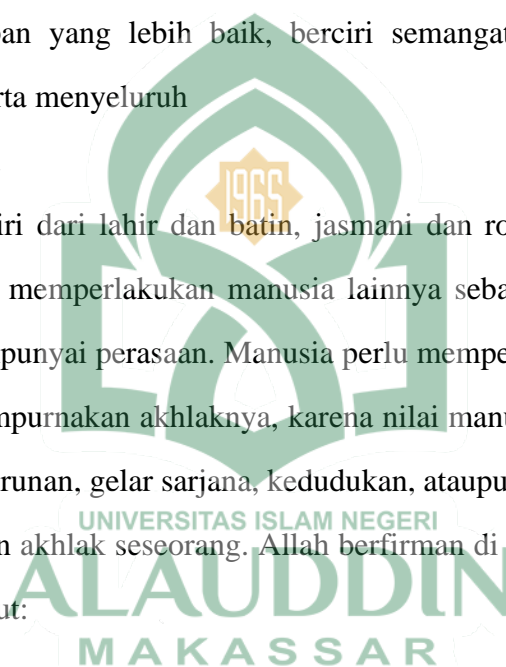 ban yang lebih baik, berciri semangat
rta menyeluruh
1965
iri dari lahir dan batin, jasmani dan ro
memperlakukan manusia lainnya seba
punyai perasaan. Manusia perlu mempe
mpurnakan akhlaknya, karena nilai manu
runan, gelar sarjana, kedudukan, ataupu
UNIVERSITAS ISLAM NEGERI
n akhlak seseorang. Allah berfirman di
ALAUDDIN
ut:
MAKASSAR